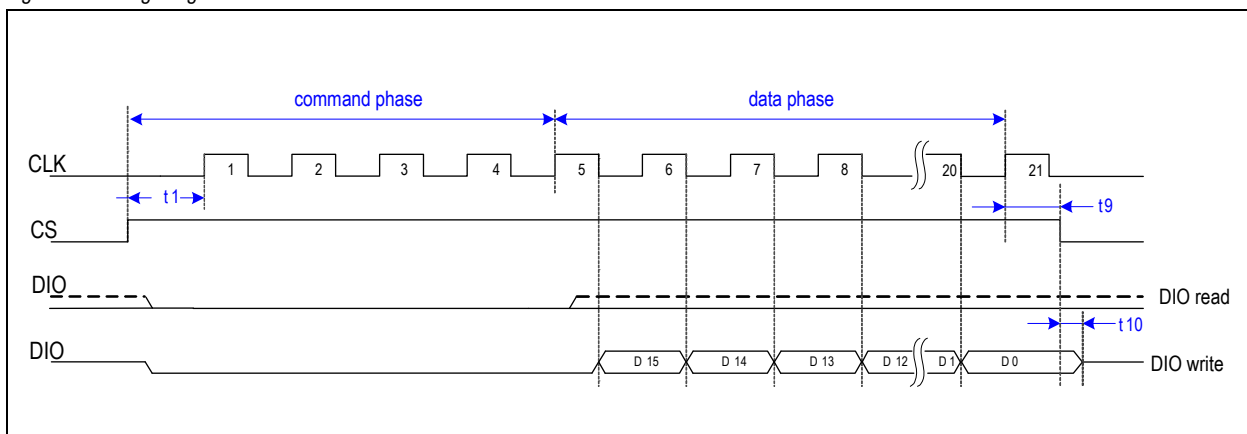 command phase
data phase
CLK
1 2 3 4 5 6 7 8 20 21
t1
t9
CS
DIO
DIO read
t10
DIO
D 15 D 14 D 13 D 12 D 1 D 0
DIO write